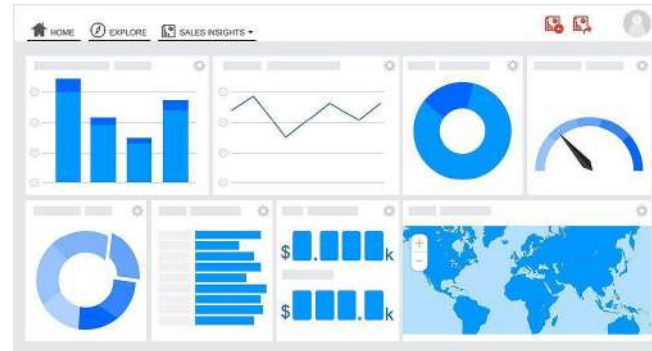 HOME EXPLORE SALES INSIGHTS
$ . k
$ . k
+
−